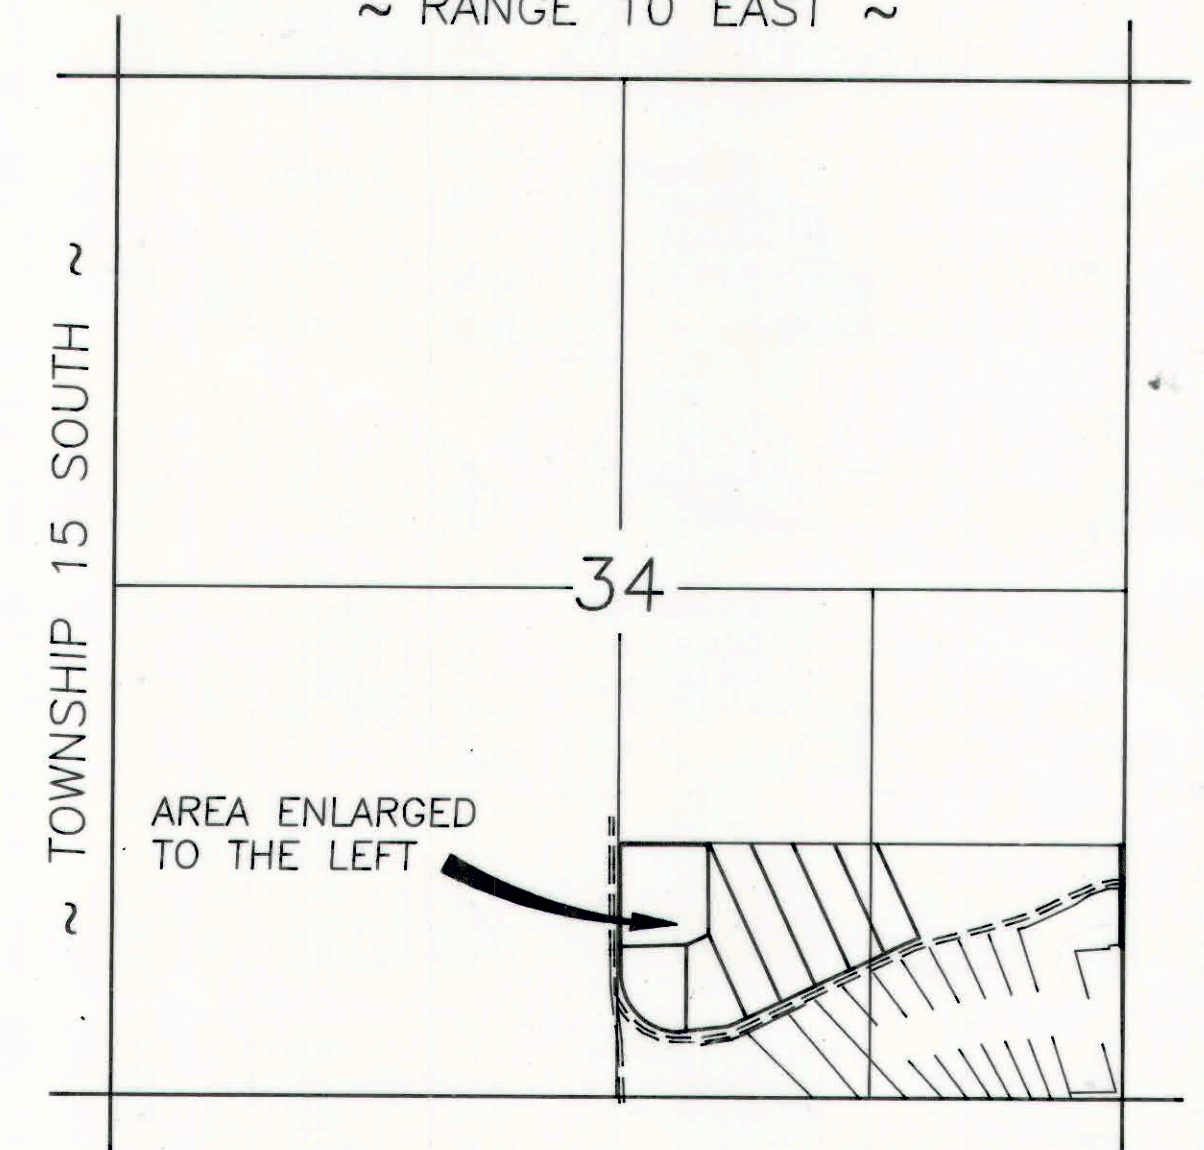 ~ RANGE 10 EAST ~
~ TOWNSHIP 15 SOUTH ~
34
AREA ENLARGED
TO THE LEFT